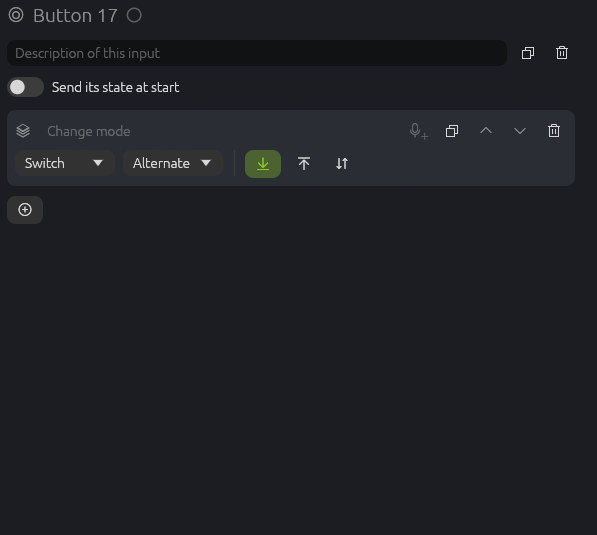 Button 17
Description of this input
Send its state at start
Change mode
Switch Alternate